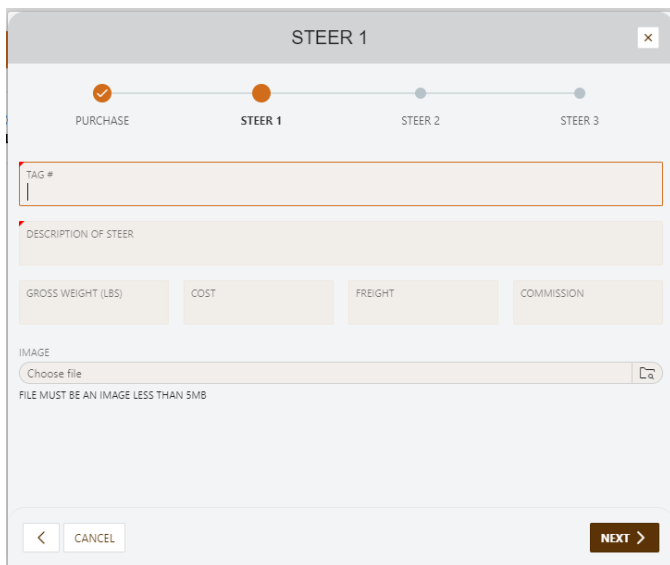 STEER 1
PURCHASE STEER 1 STEER 2 STEER 3
TAG #
DESCRIPTION OF STEER
GROSS WEIGHT (LBS) COST FREIGHT COMMISSION
IMAGE
Choose file
FILE MUST BE AN IMAGE LESS THAN 5MB
CANCEL NEXT